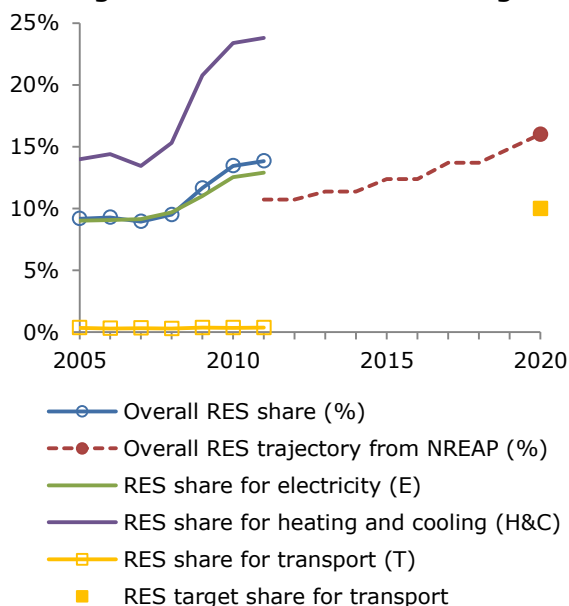 25%
20%
15%
10%
5%
0%
2005 2010 2015 2020
Overall RES share (%)
Overall RES trajectory from NREAP (%)
RES share for electricity (E)
RES share for heating and cooling (H&C)
RES share for transport (T)
RES target share for transport